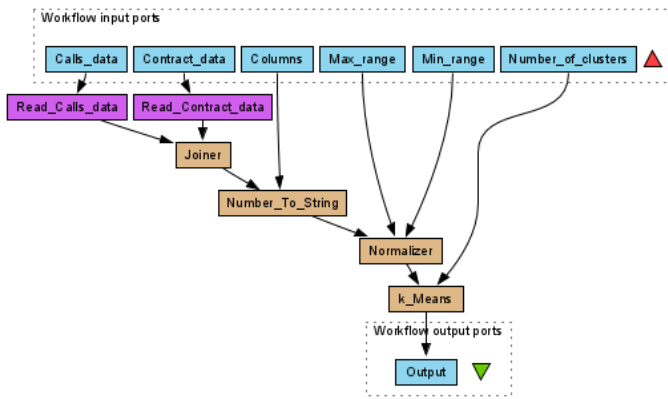 Workflow input ports
Calls_data
Contract_data
Columns
Max_range
Min_range
Number_of_clusters
Read_Calls_data
Read_Contract_data
Joiner
Number_To_String
Normalizer
k_Means
Workflow output ports
Output